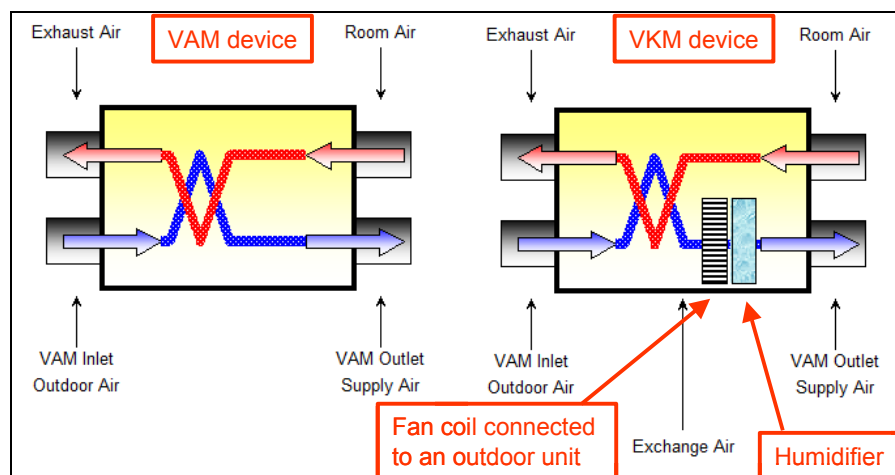 Exhaust Air
VAM device
Room Air
VAM Inlet
Outdoor Air
VAM Outlet
Supply Air
Exhaust Air
VKM device
Room Air
VAM Inlet
Outdoor Air
VAM Outlet
Supply Air
Fan coil connected
to an outdoor unit
Exchange Air
Humidifier